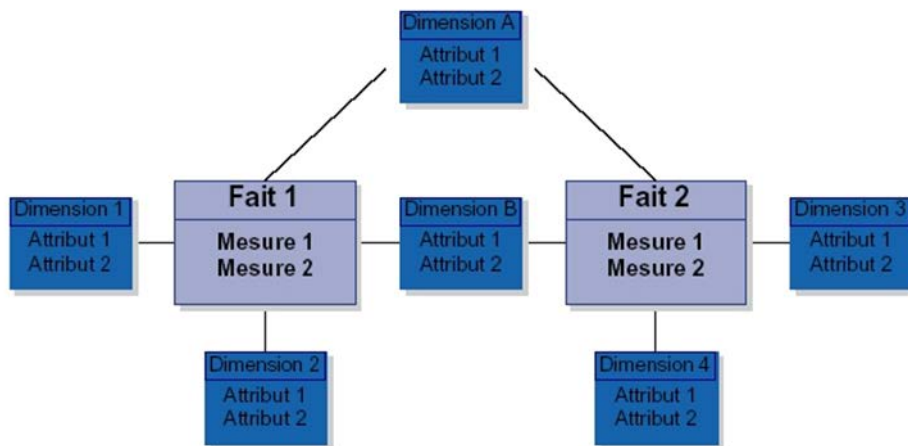 Dimension A
Attribut 1
Attribut 2
Fait 1
Mesure 1
Mesure 2
Fait 2
Mesure 1
Mesure 2
Dimension 1
Attribut 1
Attribut 2
Dimension B
Attribut 1
Attribut 2
Dimension 3
Attribut 1
Attribut 2
Dimension 2
Attribut 1
Attribut 2
Dimension 4
Attribut 1
Attribut 2